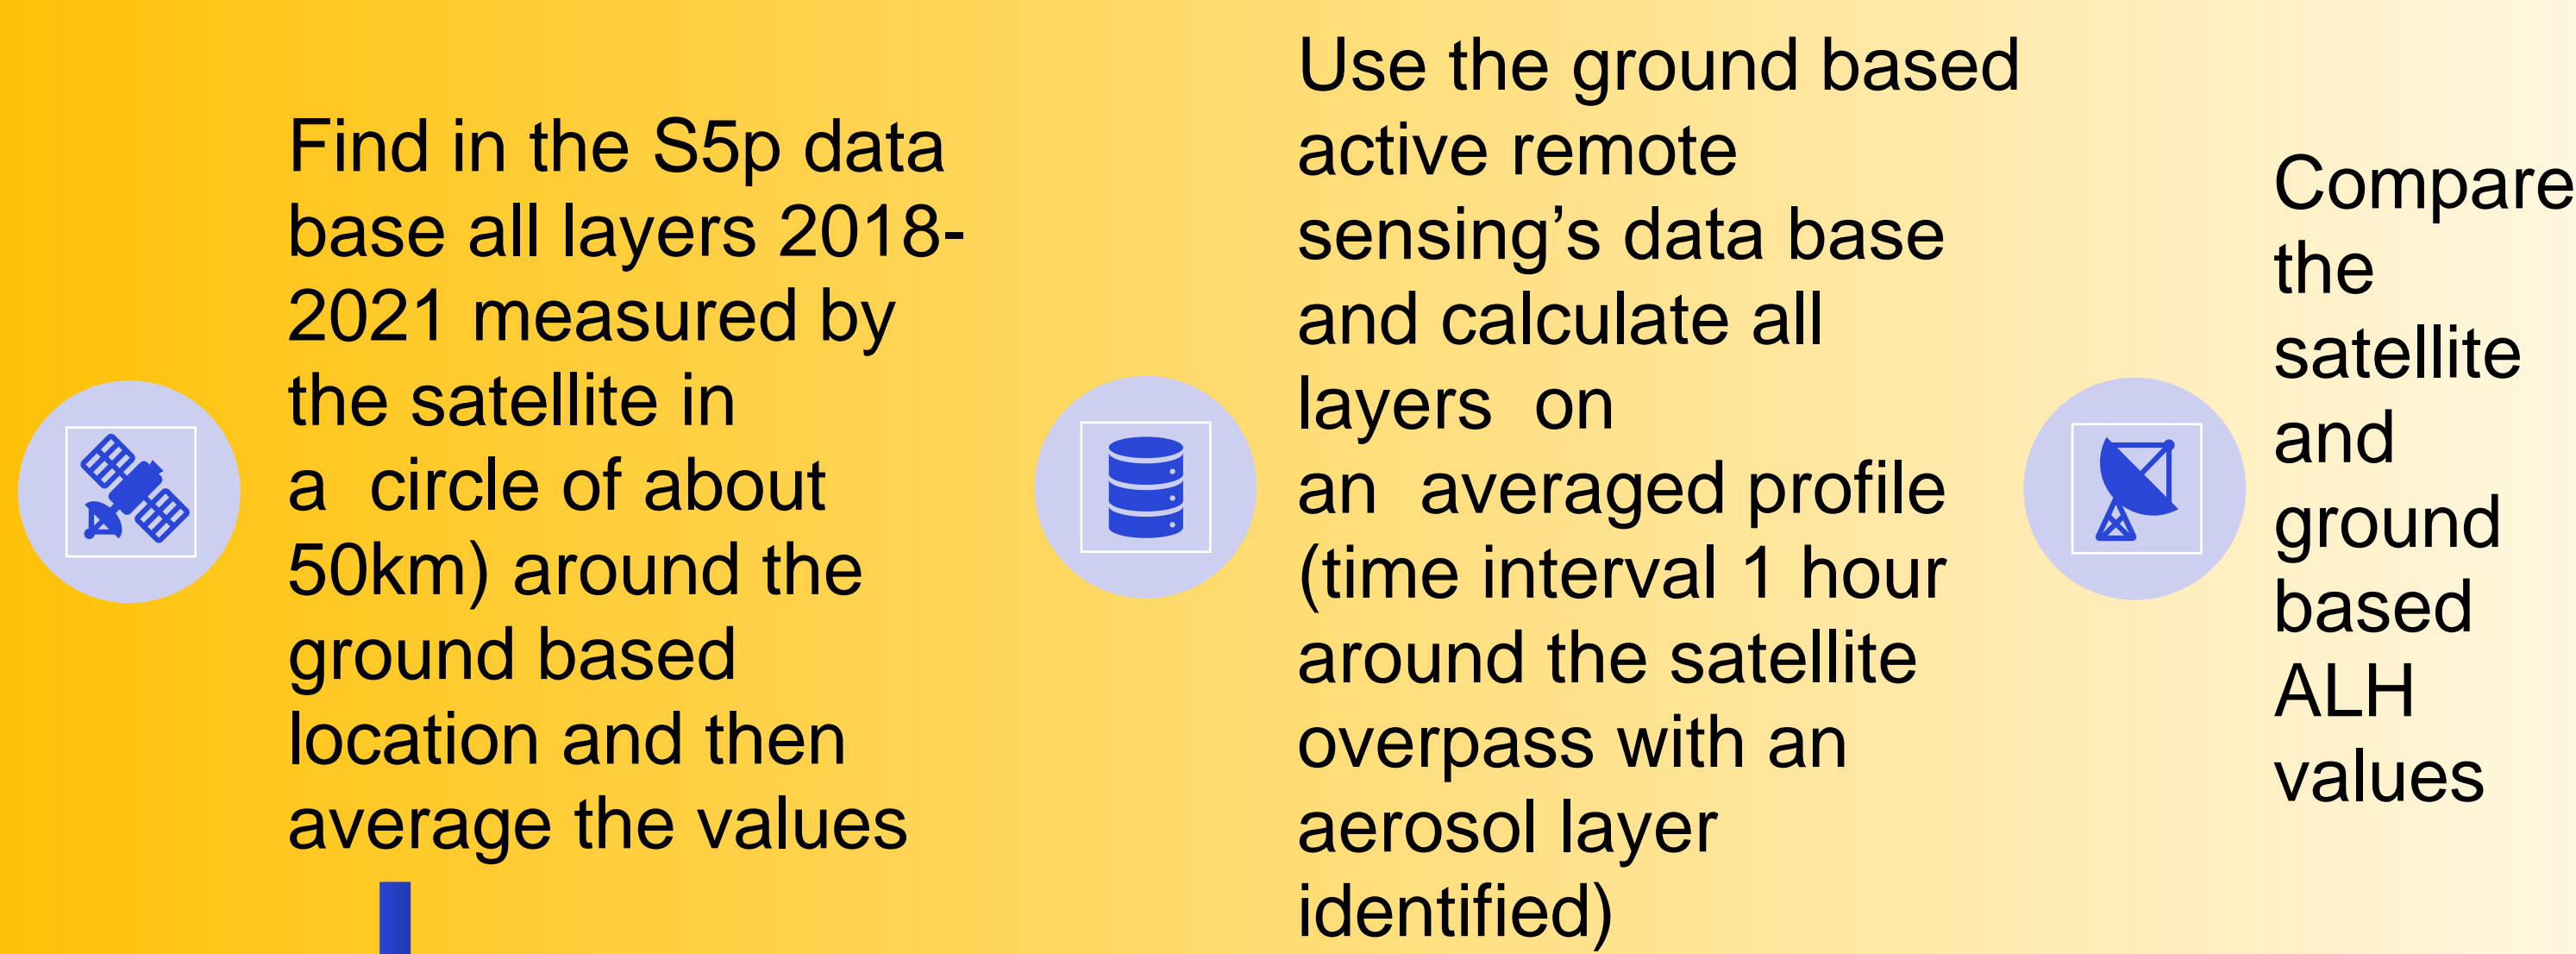 Find in the S5p data
base all layers 2018-
2021 measured by
the satellite in
a  circle of about
50km) around the
ground based
location and then
average the values
Use the ground based
active remote
sensing’s data base
and calculate all
layers  on
an  averaged profile
(time interval 1 hour
around the satellite
overpass with an
aerosol layer
identified)
Compare
the
satellite
and
ground
based
ALH
values